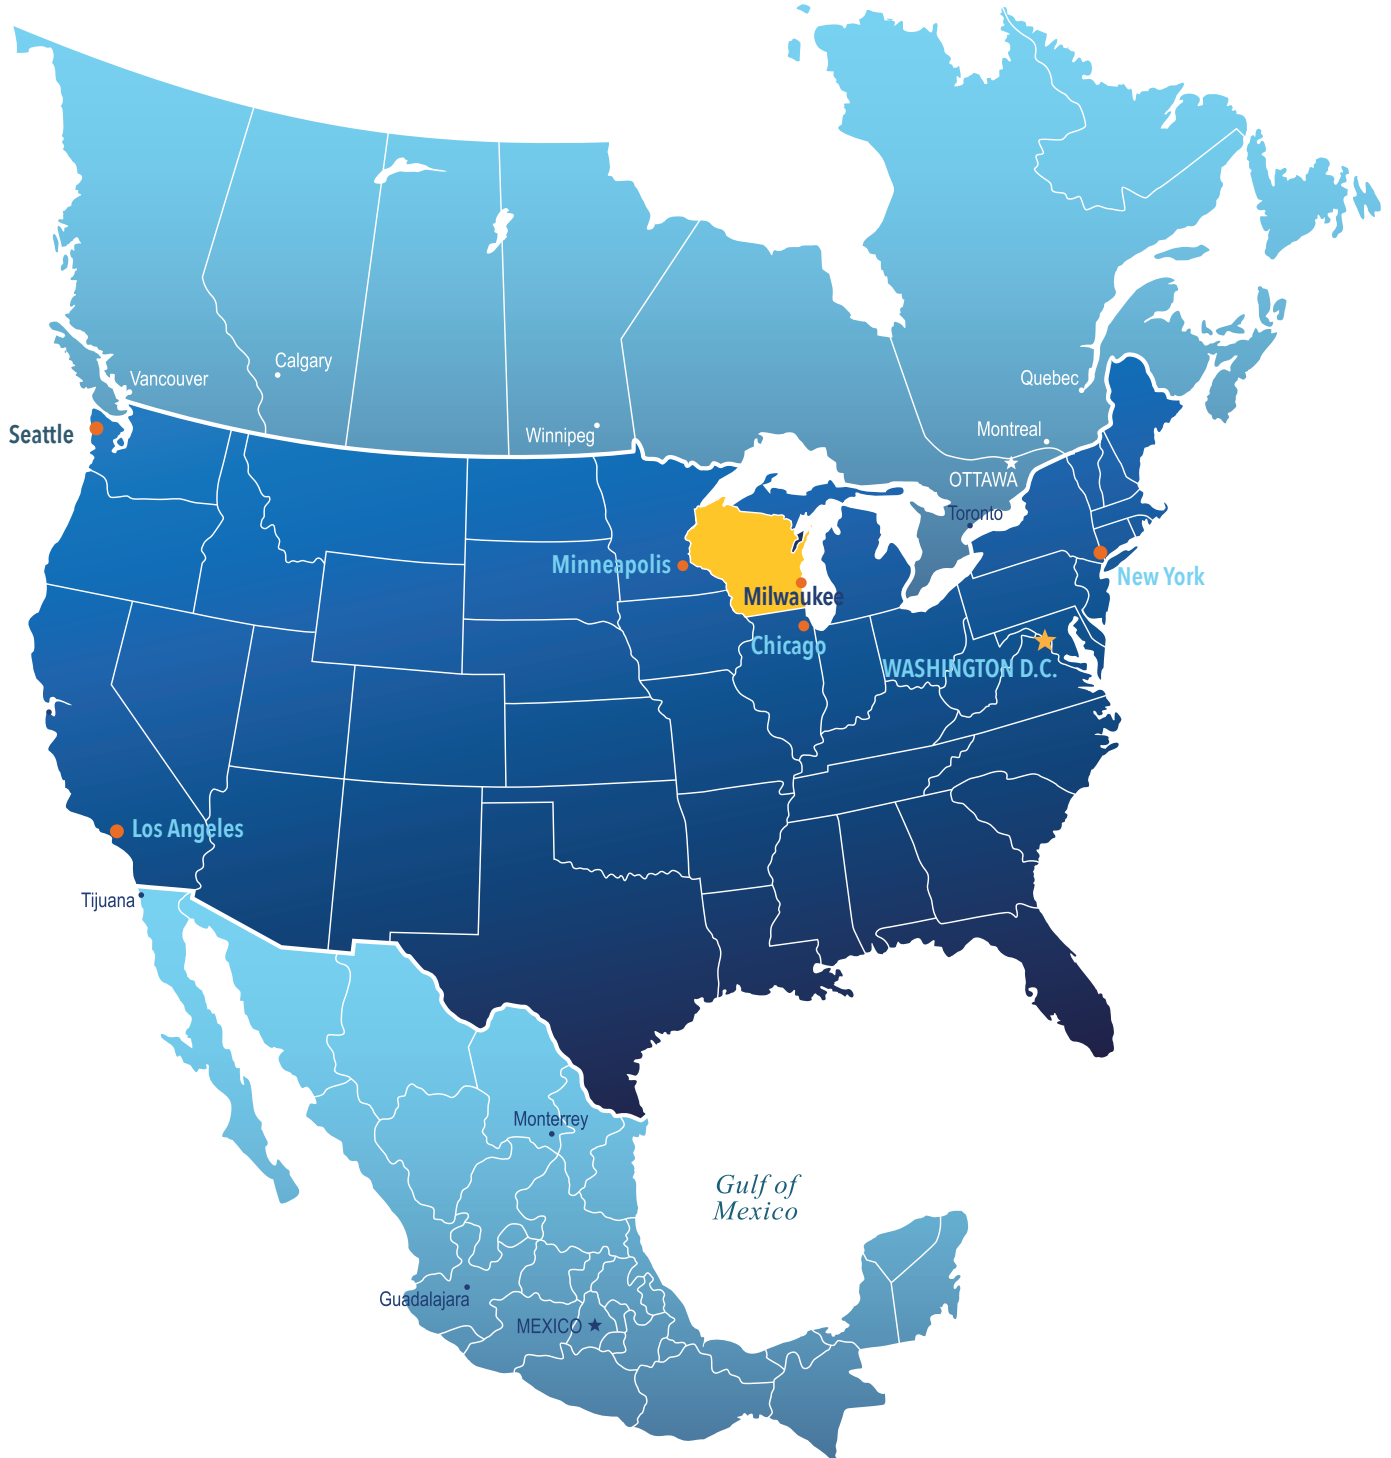 Calgary
Vancouver
Quebec
Seattle
Winnipeg
Montreal
OTTAWA
Toronto
Minneapolis
New York
Milwaukee
Chicago
WASHINGTON D.C.
Los Angeles
Tijuana
Monterrey
Gulf of
Mexico
Guadalajara
MEXICO